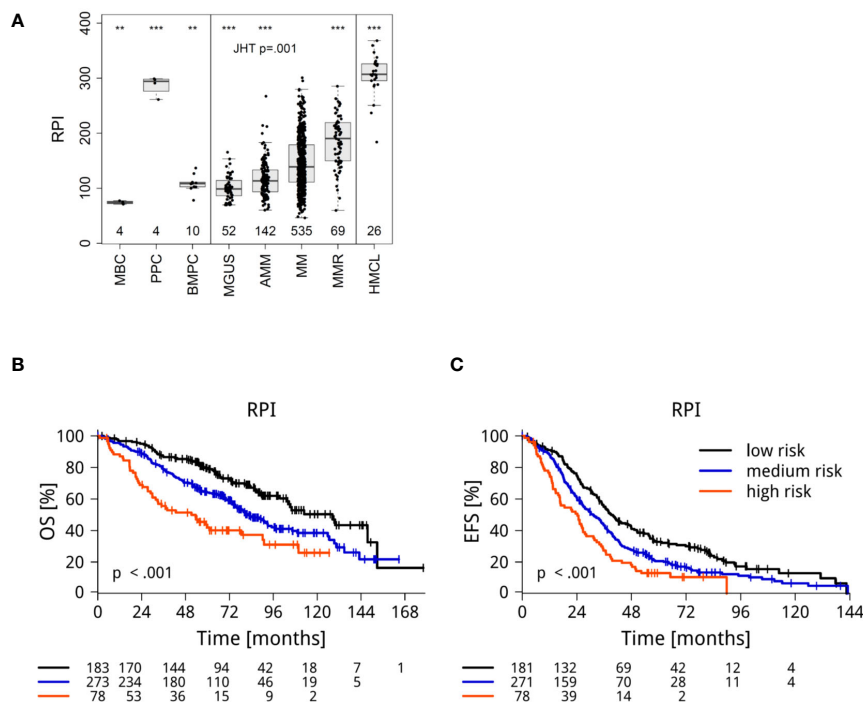 A
RPI
400
300
200
100
0
** *** ** *** *** *** ***
JHT p=.001
4 4 10 52 142 535 69 26
MBC PPC BMPC MGUS AMM MM MMR HMCL
B
RPI
OS [%]
100
80
60
40
20
0
p <.001
0 24 48 72 96 120 144 168
Time [months]
183 170 144 94 42 18 7 1
273 234 180 110 46 19 5
78 53 36 15 9 2
C
RPI
EFS [%]
100
80
60
40
20
0
low risk
medium risk
high risk
p <.001
0 24 48 72 96 120 144
Time [months]
181 132 69 42 12 4
271 159 70 28 11 4
78 39 14 2